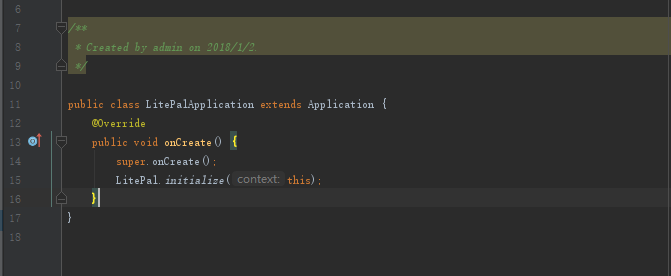 6
7 /**
8 * Created by admin on 2018/1/2.
9 */
10
11 public class LitePalApplication extends Application {
12 @Override
13 public void onCreate() {
14 super.onCreate();
15 LitePal.initialize( context: this);
16 }
17 }
18